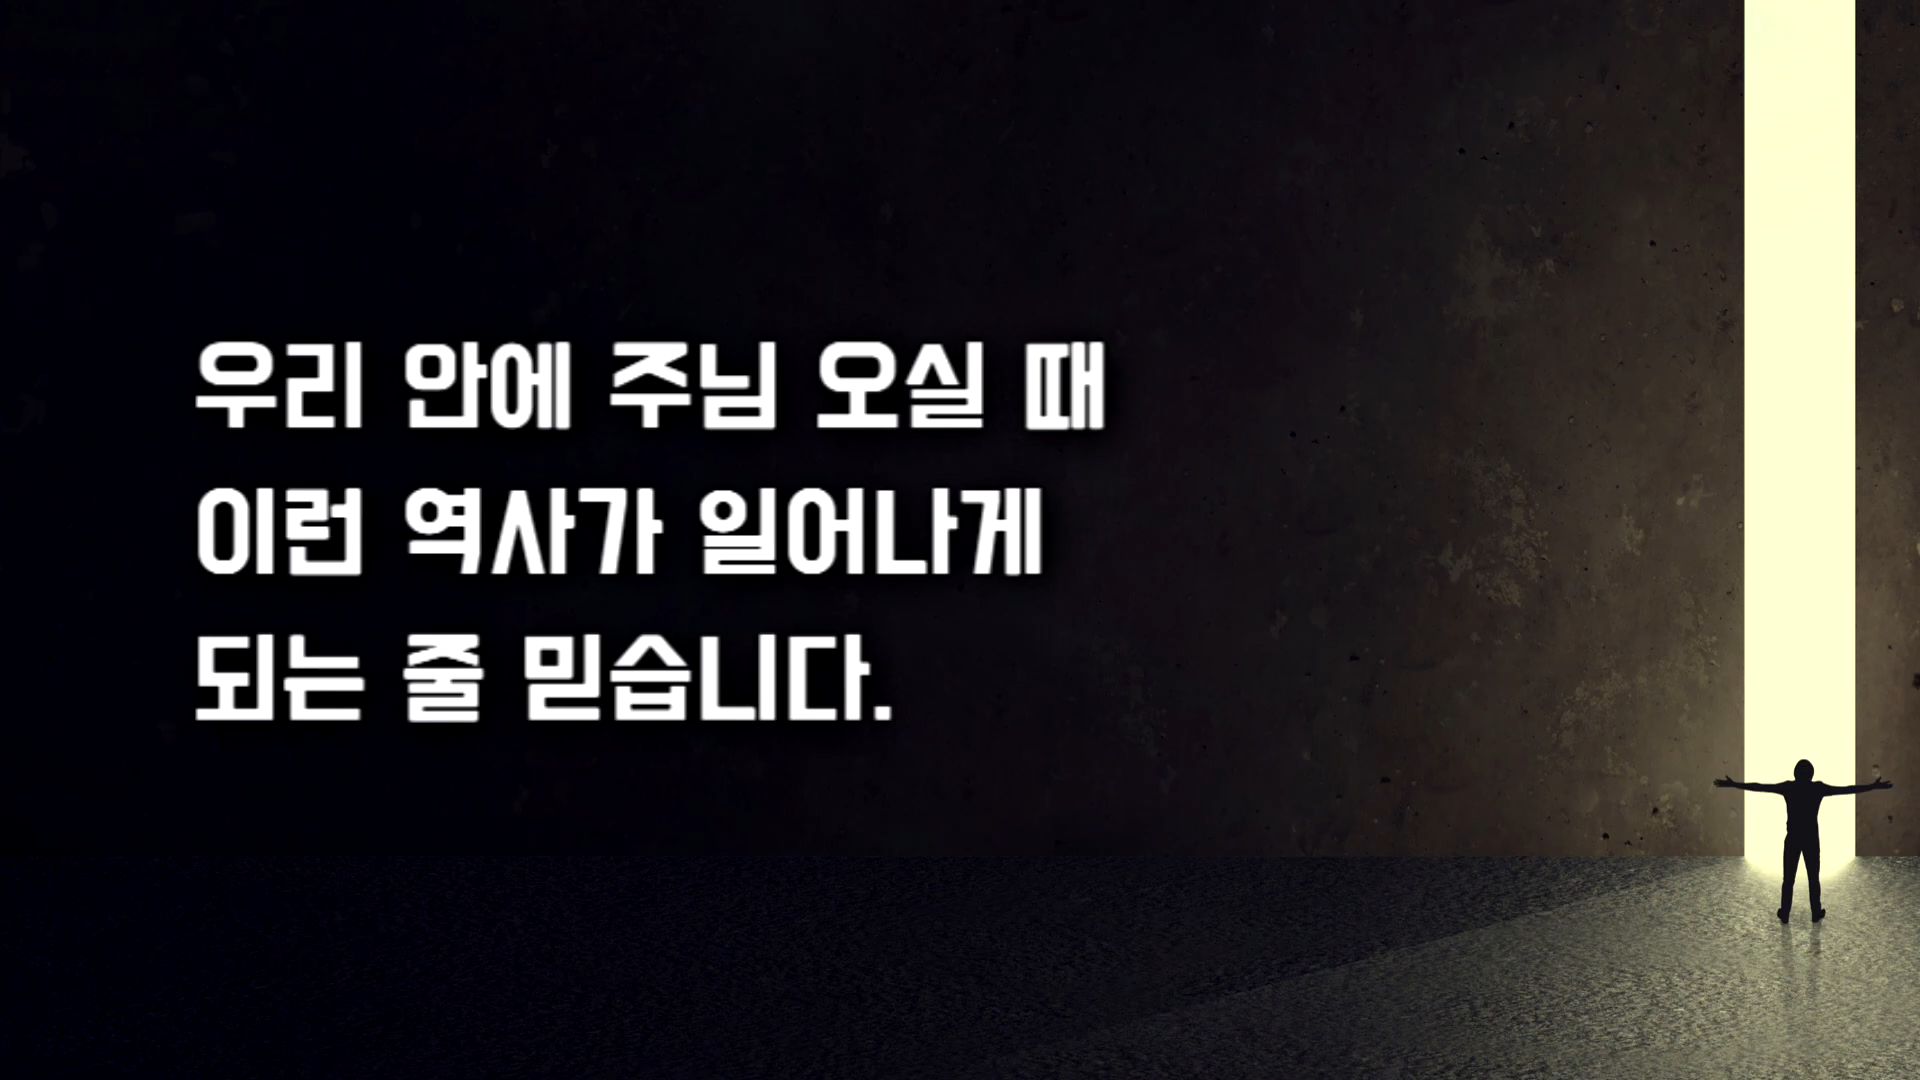 우리 안에 주님 오실 때
이런 역사가 일어나게
되는 줄 믿습니다.